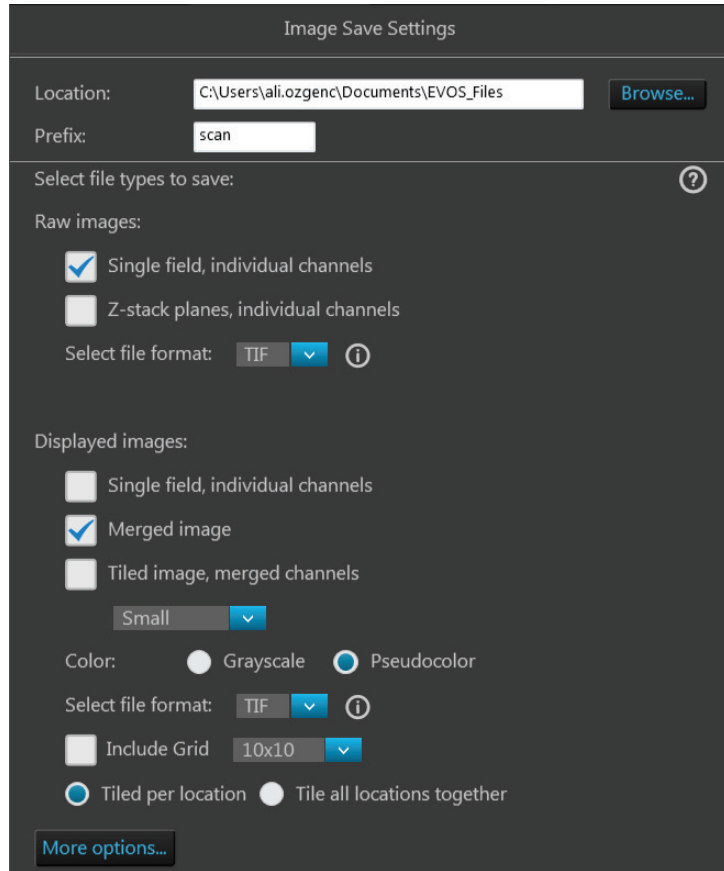 Image Save Settings
Location: C:\Users\ali.ozgenc\Documents\EVOS_Files Browse...
Prefix: scan
Select file types to save: ?
Raw images:
Single field, individual channels
Z-stack planes, individual channels
Select file format: TIF i
Displayed images:
Single field, individual channels
Merged image
Tiled image, merged channels
Small
Color: Grayscale Pseudocolor
Select file format: TIF i
Include Grid 10x10
Tiled per location Tile all locations together
More options...